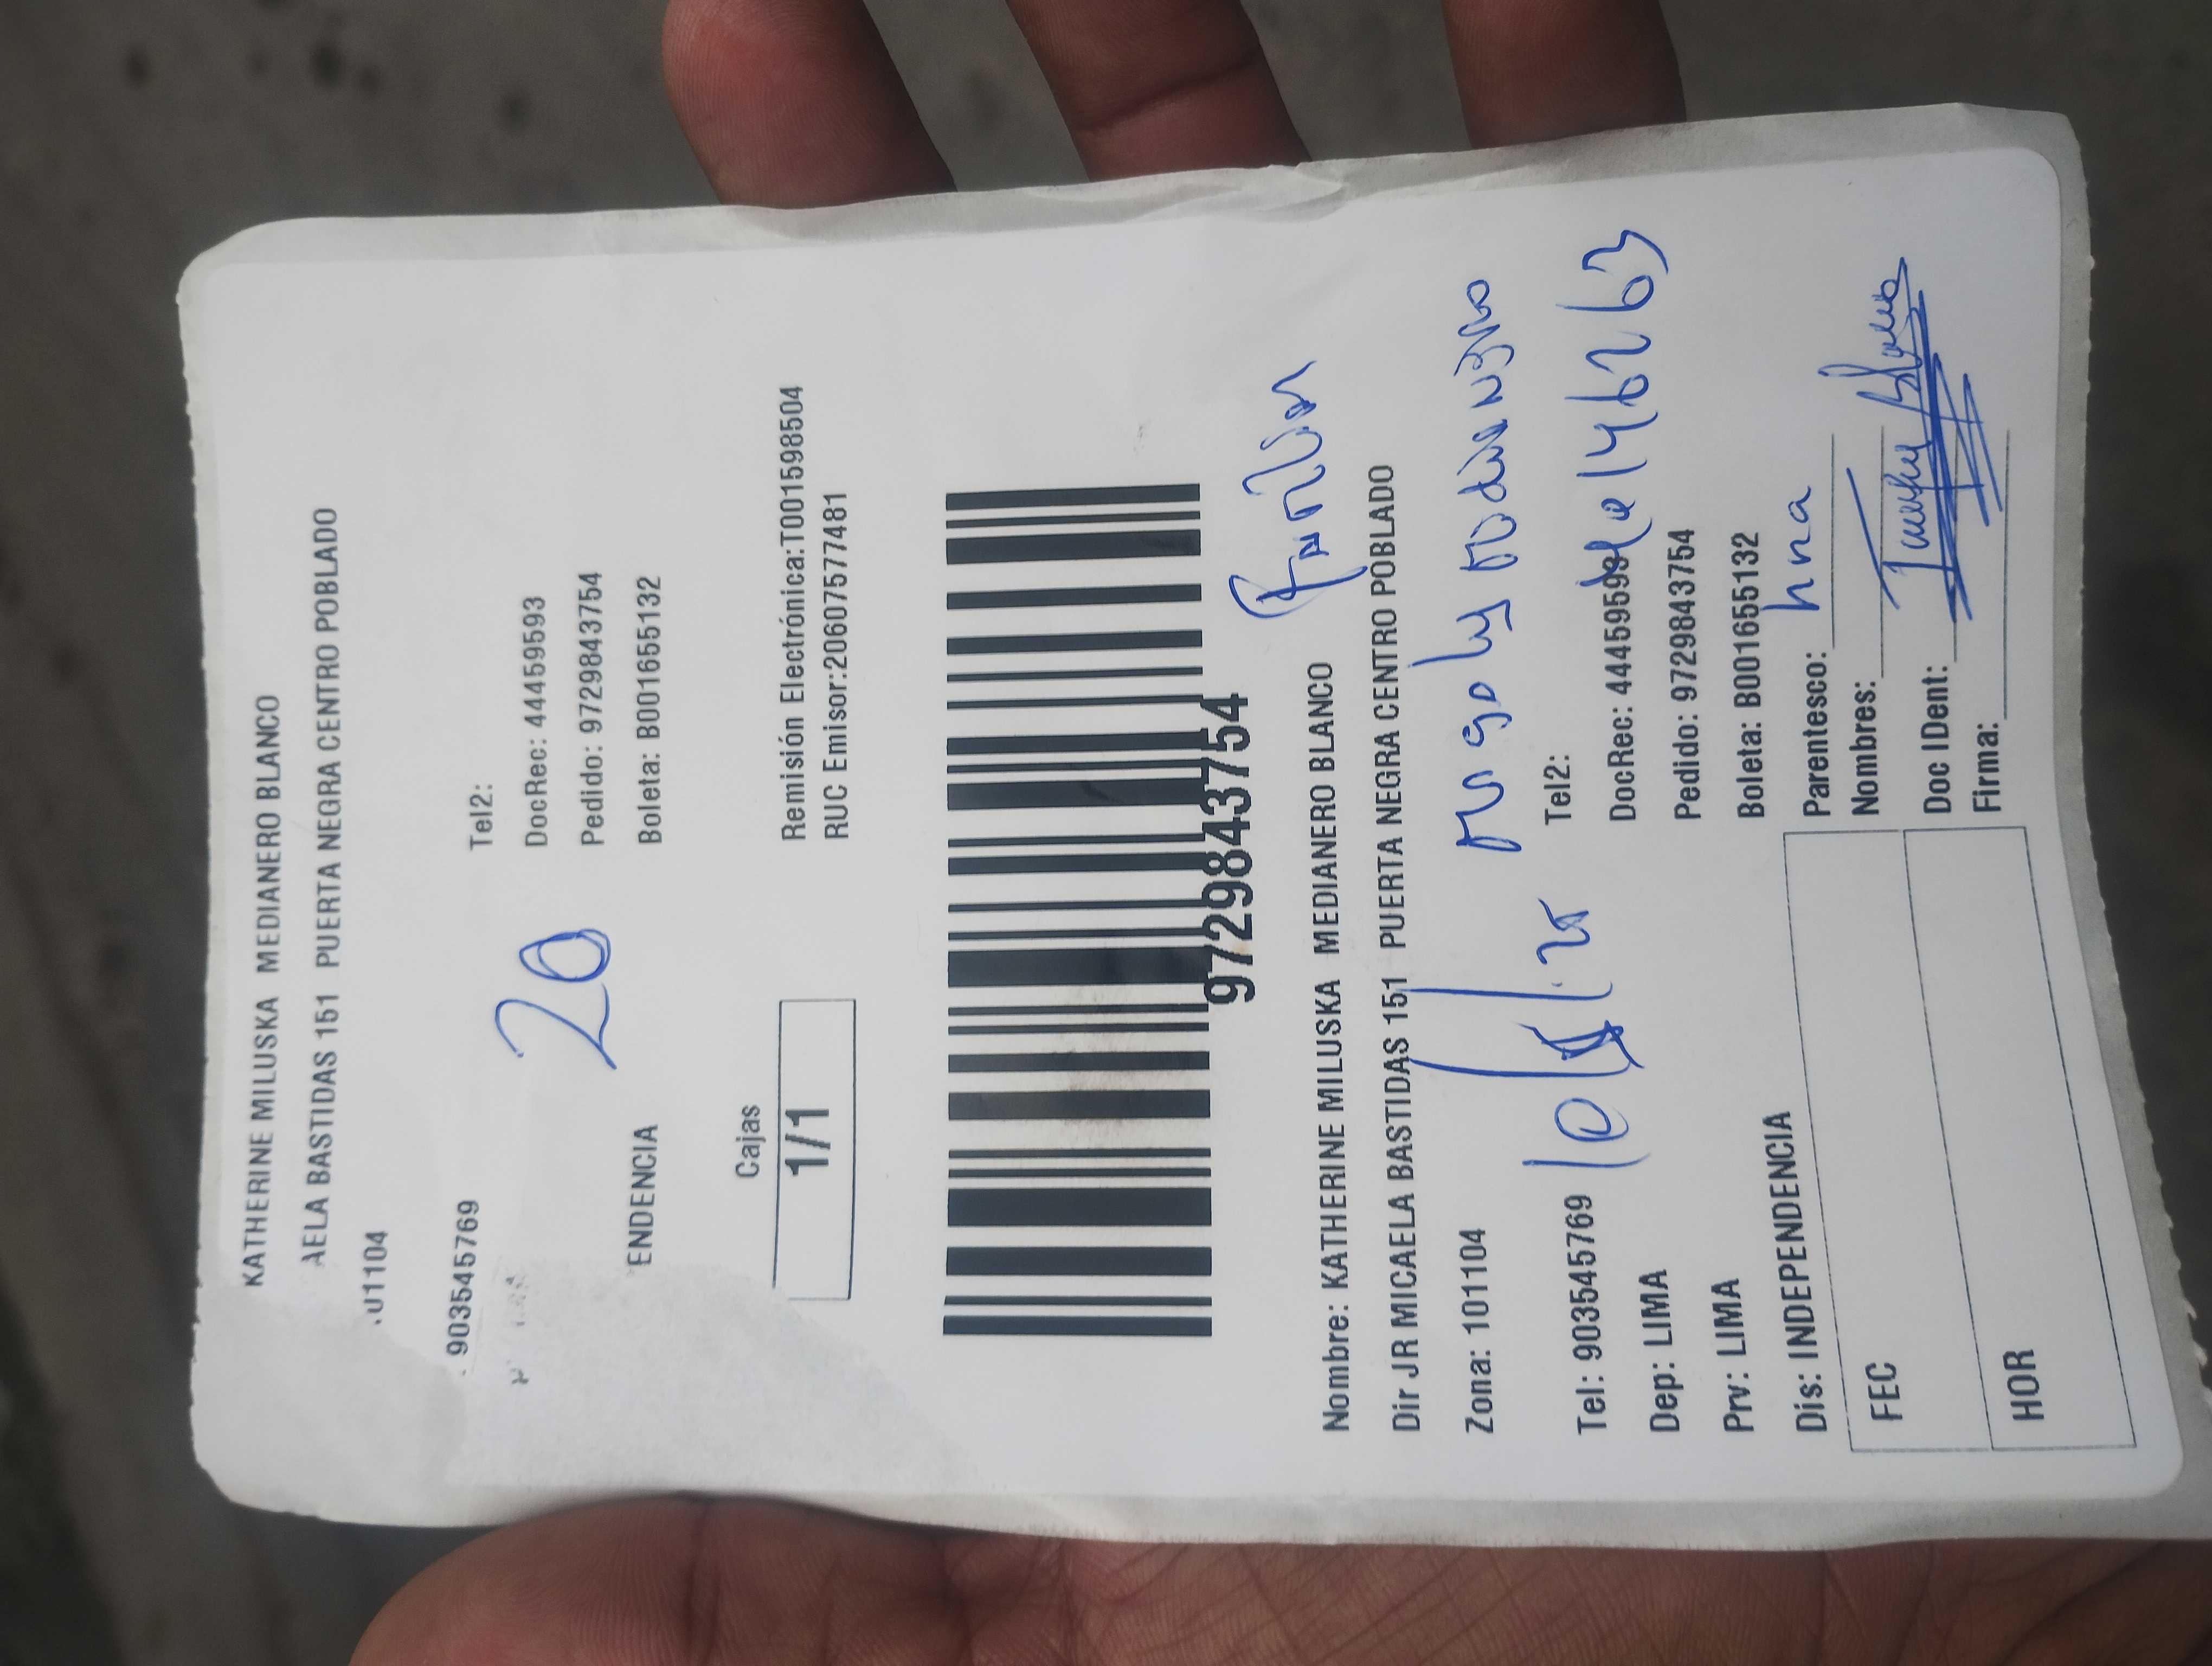 KATHERINE MILUSKA MEDIANERO BLANCO
AELA BASTIDAS 151 PUERTA NEGRA CENTRO POBLADO
01104
903545769
Tel2:
20
DocRec: 44459593
Pedido: 9729843754
ENDENCIA
Boleta: B001655132
Cajas
1/1
Remisión Electrónica:T001598504
RUC Emisor:20607577481
9729843754
Nombre: KATHERINE MILUSKA MEDIANERO BLANCO
Dir JR MICAELA BASTIDAS 151 PUERTA NEGRA CENTRO POBLADO
Zona: 101104
Tel: 903545769
Tel2:
Dep: LIMA
DocRec: 44459593
Prv: LIMA
Pedido: 9729843754
Dis: INDEPENDENCIA
Boleta: B001655132
FEC
Parentesco: hna
Nombres:
HOR
Doc IDent:
Firma: